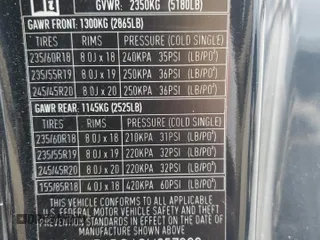 GVWR: 2350KG (5180LB)
GAWR FRONT: 1300KG (2865LB)
TIRES RIMS PRESSURE (COLD SINGLE)
235/60R18 8.0J x 18 240KPA 35PSI (LB/PO²)
235/55R19 8.0J x 19 250KPA 36PSI (LB/PO²)
245/45R20 8.0J x 20 250KPA 36PSI (LB/PO²)
GAWR REAR: 1145KG (2525LB)
TIRES RIMS PRESSURE (COLD SINGLE)
235/60R18 8.0J x 18 210KPA 31PSI (LB/PO²)
235/55R19 8.0J x 19 220KPA 32PSI (LB/PO²)
245/45R20 8.0J x 20 220KPA 32PSI (LB/PO²)
155/85R18 4.0J x 18 420KPA 60PSI (LB/PO²)
THIS VEHICLE CONFORMS TO ALL APPLICABLE
U.S. FEDERAL MOTOR VEHICLE SAFETY AND THEFT
PREVENTION STANDARDS IN EFFECT ON THE DATE
OF MANUFACTURE SHOWN ABOVE.